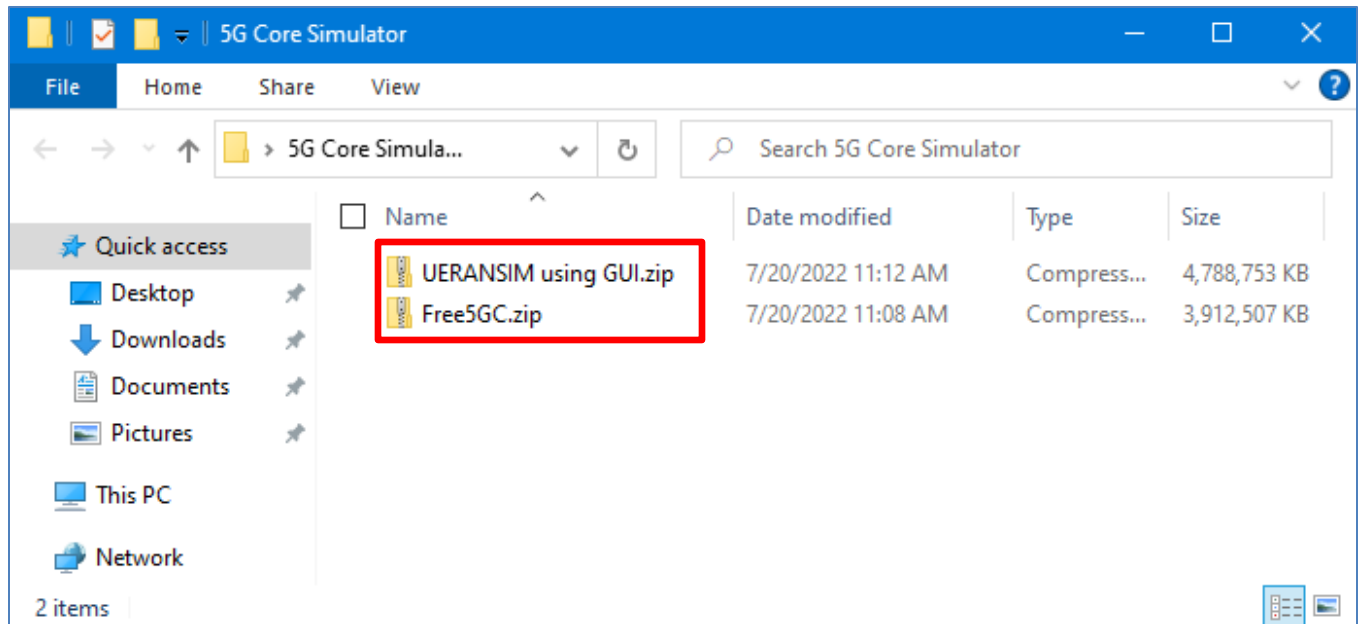 5G Core Simulator
File Home Share View
5G Core Simula... Search 5G Core Simulator
Name Date modified Type Size
Quick access
UERANSIM using GUI.zip 7/20/2022 11:12 AM Compress... 4,788,753 KB
Desktop
Free5GC.zip 7/20/2022 11:08 AM Compress... 3,912,507 KB
Downloads
Documents
Pictures
This PC
Network
2 items